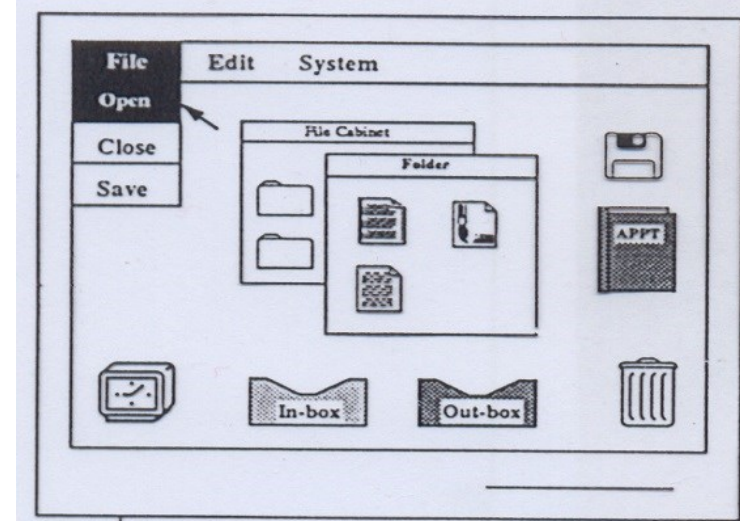 File Edit System
Open
Close
Save
File Cabinet
Folder
APPT
In-box
Out-box